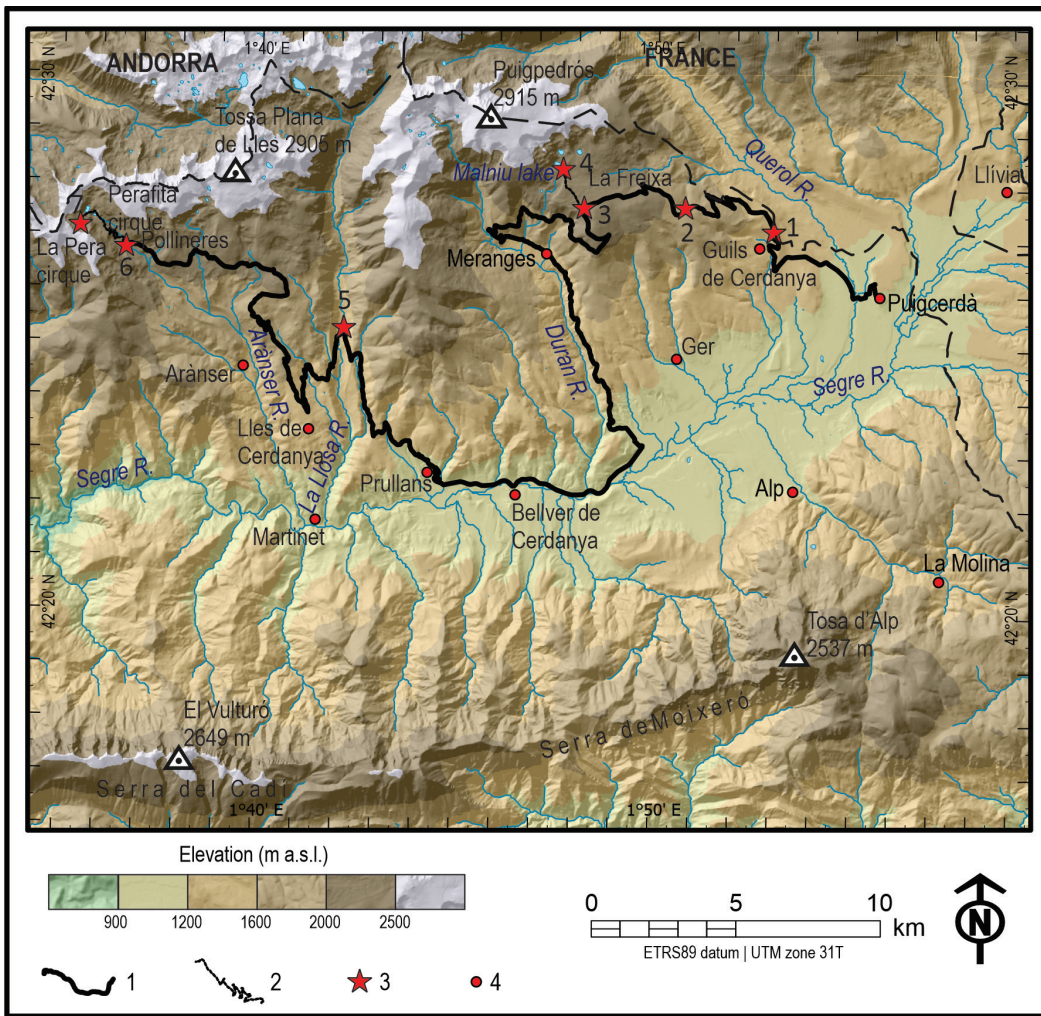 1°40' E
1°50' E
ANDORRA
FRANCE
42°30' N
42°30' N
Puigpedrós
2915 m
Tossa Plana
de Lles 2905 m
Querol R.
Malniu lake
4
La Freixa
Llívia
Perafita
cirque
7
3
2
1
La Pera
cirque
6
Pollineres
Meranges
Guils
de Cerdanya
Puigcerdà
5
Arànser
Arànser R.
Duran R.
Ger
Segre R.
Lles de
Cerdanya
La Llosa R.
Prullans
Segre R.
Martinet
Bellver de
Cerdanya
Alp
La Molina
42°20' N
42°20' N
Tosa d'Alp
2537 m
El Vulturó
2649 m
Serra de Moixeró
Serra del Cadí
1°40' E
1°50' E
Elevation (m a.s.l.)
900 1200 1600 2000 2500
0 5 10 km
ETRS89 datum | UTM zone 31T
N
1 2 3 4